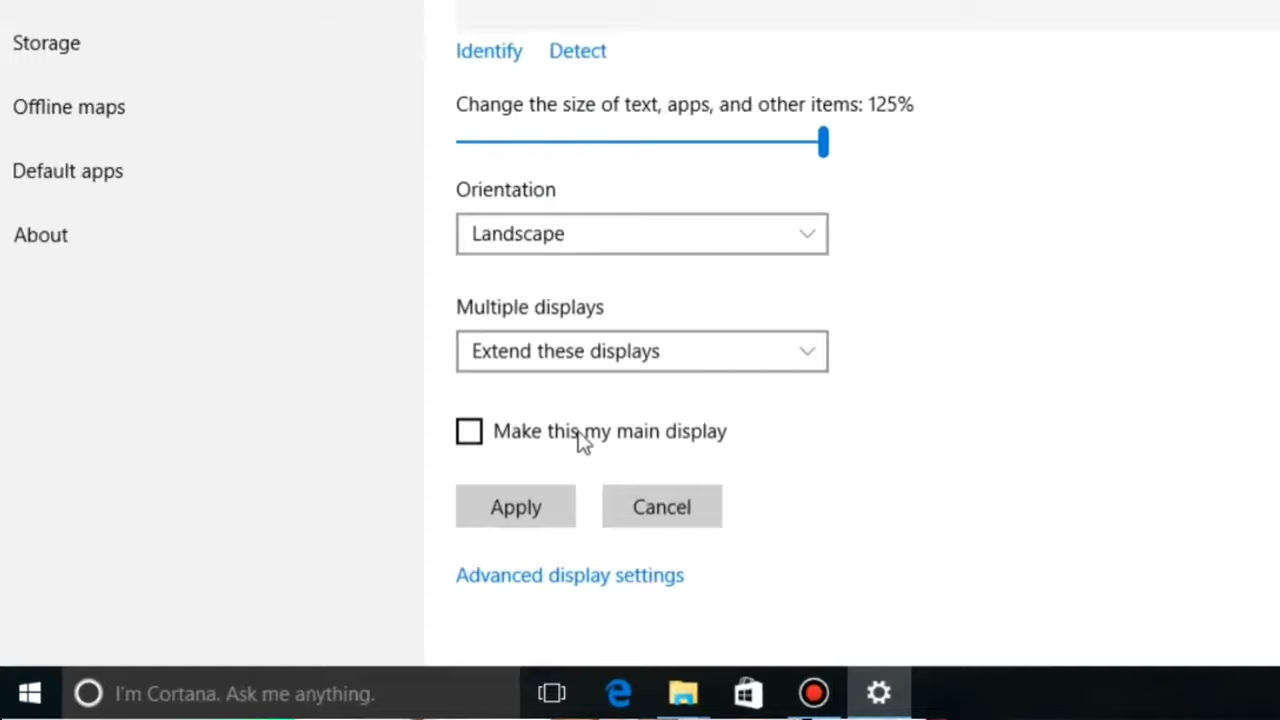 Storage
Offline maps
Default apps
About
Identify Detect
Change the size of text, apps, and other items: 125%
Orientation
Landscape
Multiple displays
Extend these displays
Make this my main display
Apply Cancel
Advanced display settings
I'm Cortana. Ask me anything.